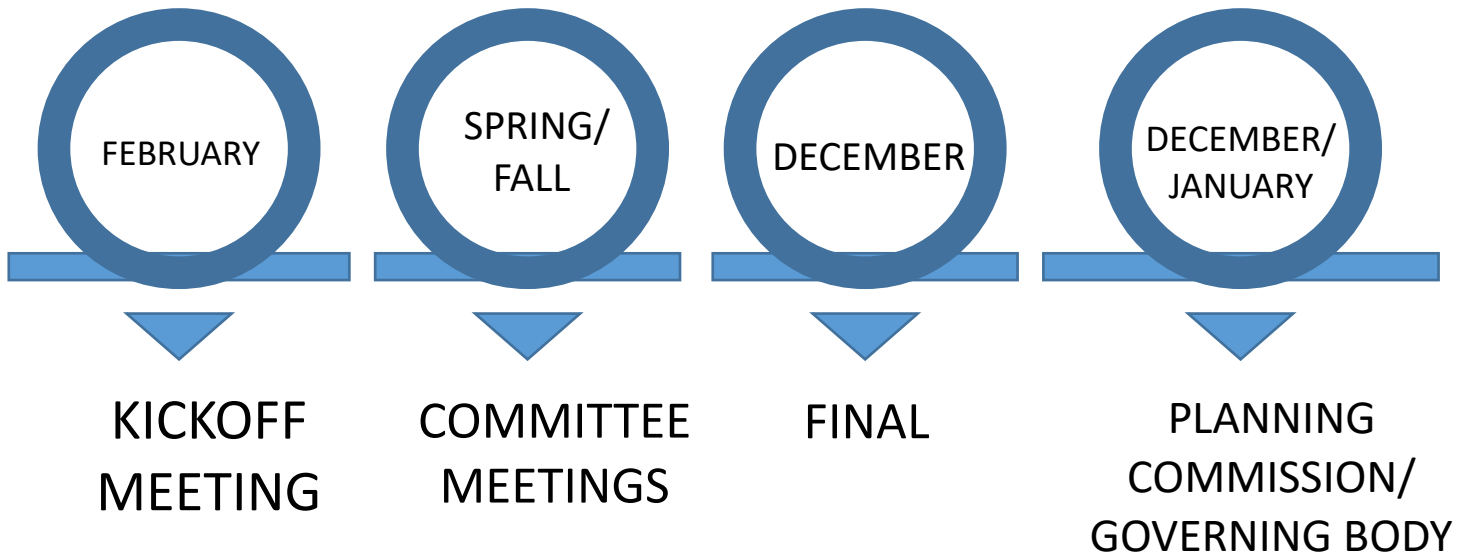 FEBRUARY
SPRING/
FALL
DECEMBER
DECEMBER/
JANUARY
KICKOFF
MEETING
COMMITTEE
MEETINGS
FINAL
PLANNING
COMMISSION/
GOVERNING BODY